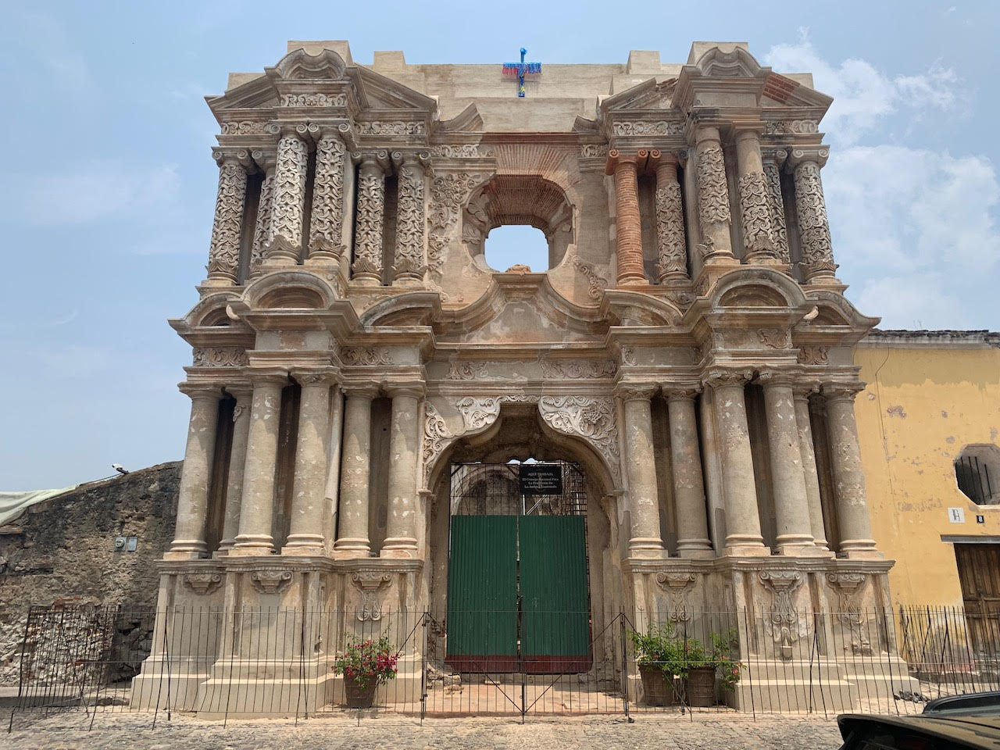 AQUI TRABAJA
El Consejo Nacional Para
La Protección De
La Antigua Guatemala
8